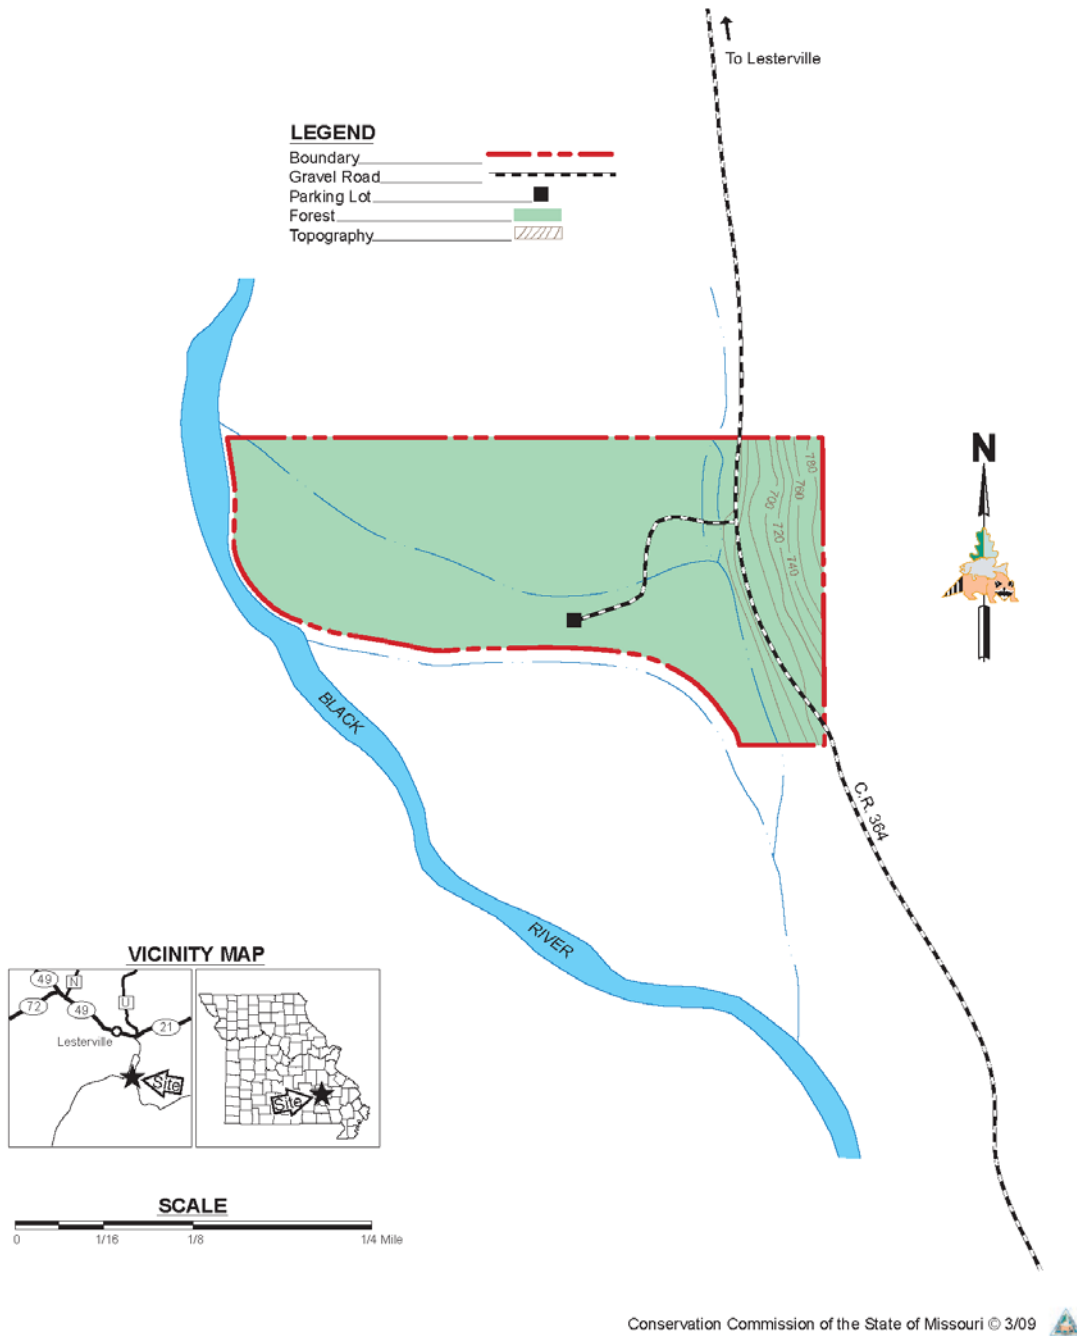 To Lesterville
LEGEND
Boundary
Gravel Road
Parking Lot
Forest
Topography
N
780
760
700
720
740
BLACK
RIVER
C.R. 364
VICINITY MAP
49
N
72
49
U
21
Lesterville
Site
Site
SCALE
0 1/16 1/8 1/4 Mile
Conservation Commission of the State of Missouri © 3/09